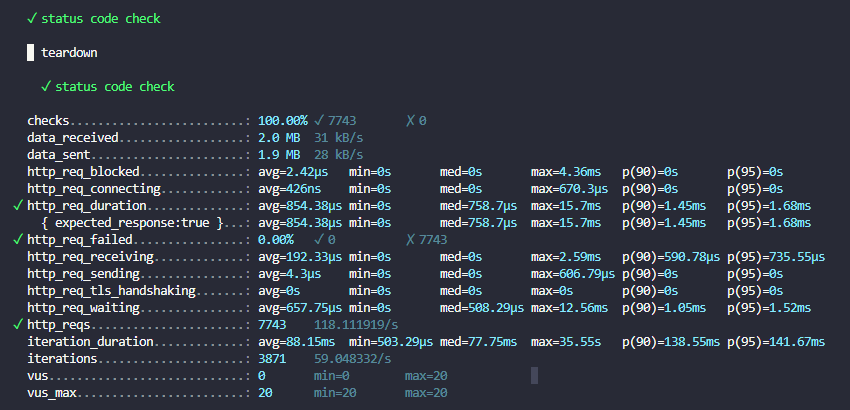 ✓ status code check
█ teardown
✓ status code check
checks.........................: 100.00% ✓ 7743 ✗ 0
data_received..................: 2.0 MB 31 kB/s
data_sent......................: 1.9 MB 28 kB/s
http_req_blocked...............: avg=2.42µs min=0s med=0s max=4.36ms p(90)=0s p(95)=0s
http_req_connecting............: avg=426ns min=0s med=0s max=670.3µs p(90)=0s p(95)=0s
✓ http_req_duration..............: avg=854.38µs min=0s med=758.7µs max=15.7ms p(90)=1.45ms p(95)=1.68ms
{ expected_response:true }...: avg=854.38µs min=0s med=758.7µs max=15.7ms p(90)=1.45ms p(95)=1.68ms
✓ http_req_failed................: 0.00% ✓ 0 ✗ 7743
http_req_receiving.............: avg=192.33µs min=0s med=0s max=2.59ms p(90)=590.78µs p(95)=735.55µs
http_req_sending...............: avg=4.3µs min=0s med=0s max=606.79µs p(90)=0s p(95)=0s
http_req_tls_handshaking.......: avg=0s min=0s med=0s max=0s p(90)=0s p(95)=0s
http_req_waiting...............: avg=657.75µs min=0s med=508.29µs max=12.56ms p(90)=1.05ms p(95)=1.52ms
✓ http_reqs......................: 7743 118.111919/s
iteration_duration.............: avg=88.15ms min=503.29µs med=77.75ms max=35.55s p(90)=138.55ms p(95)=141.67ms
iterations.....................: 3871 59.048332/s
vus............................: 0 min=0 max=20
vus_max........................: 20 min=20 max=20